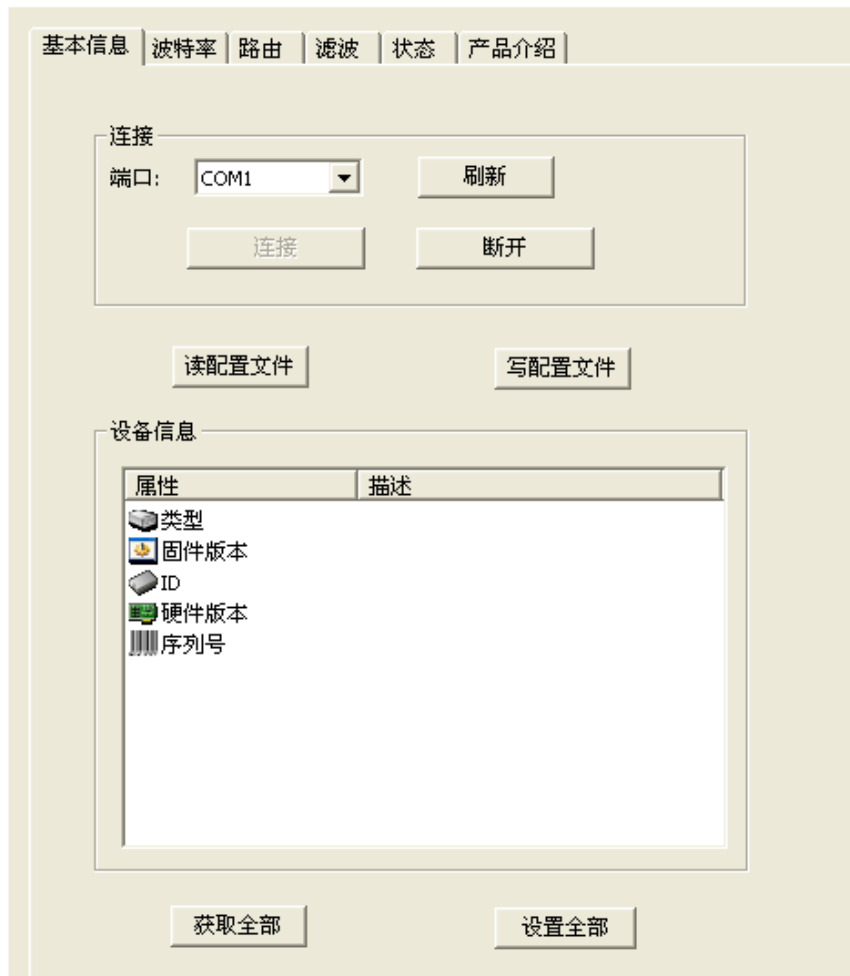 基本信息 波特率 路由 滤波 状态 产品介绍
连接
端口: COM1 刷新
连接 断开
读配置文件 写配置文件
设备信息
属性 描述
类型
固件版本
ID
硬件版本
序列号
获取全部 设置全部